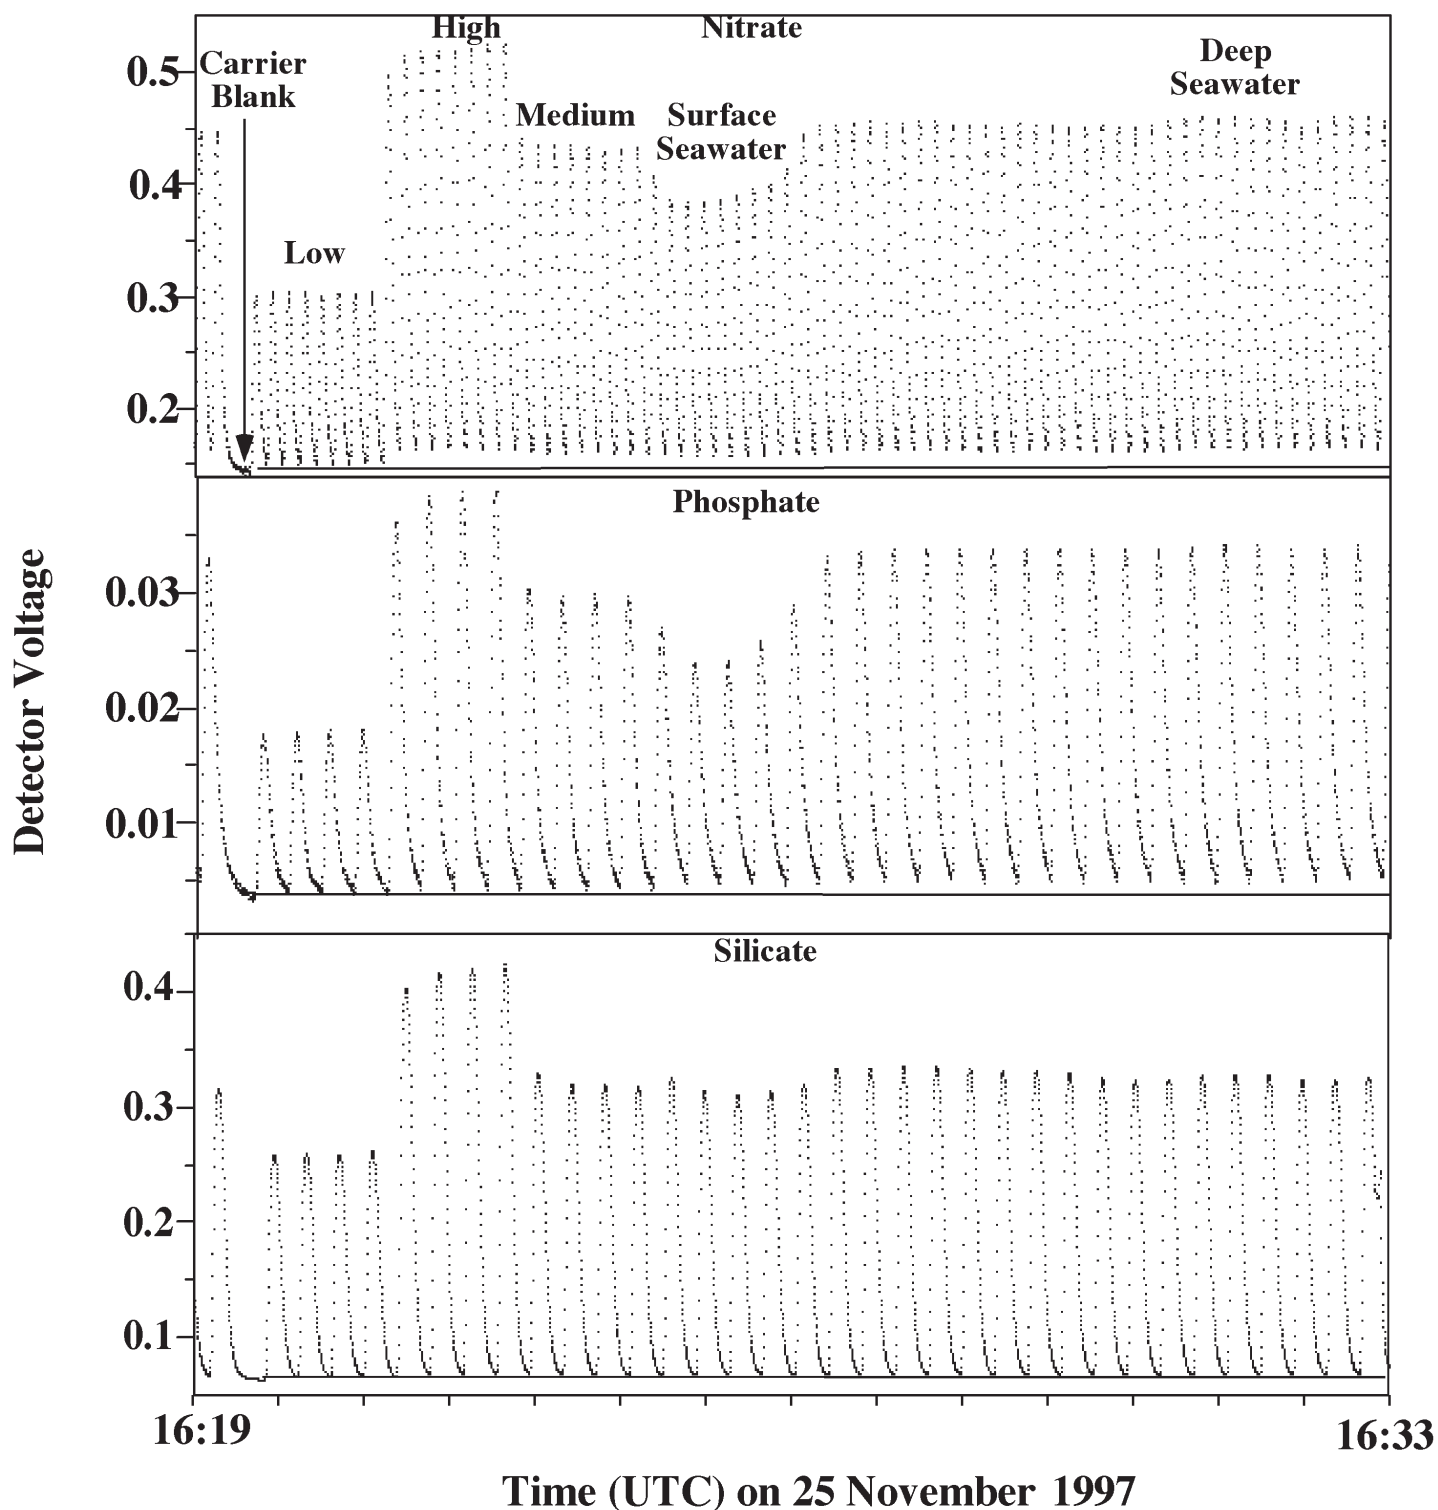 High
Nitrate
Carrier
Blank
Deep
Seawater
Medium
Surface
Seawater
Low
0.5
0.4
0.3
0.2
Phosphate
0.03
0.02
0.01
Detector Voltage
Silicate
0.4
0.3
0.2
0.1
16:19
16:33
Time (UTC) on 25 November 1997